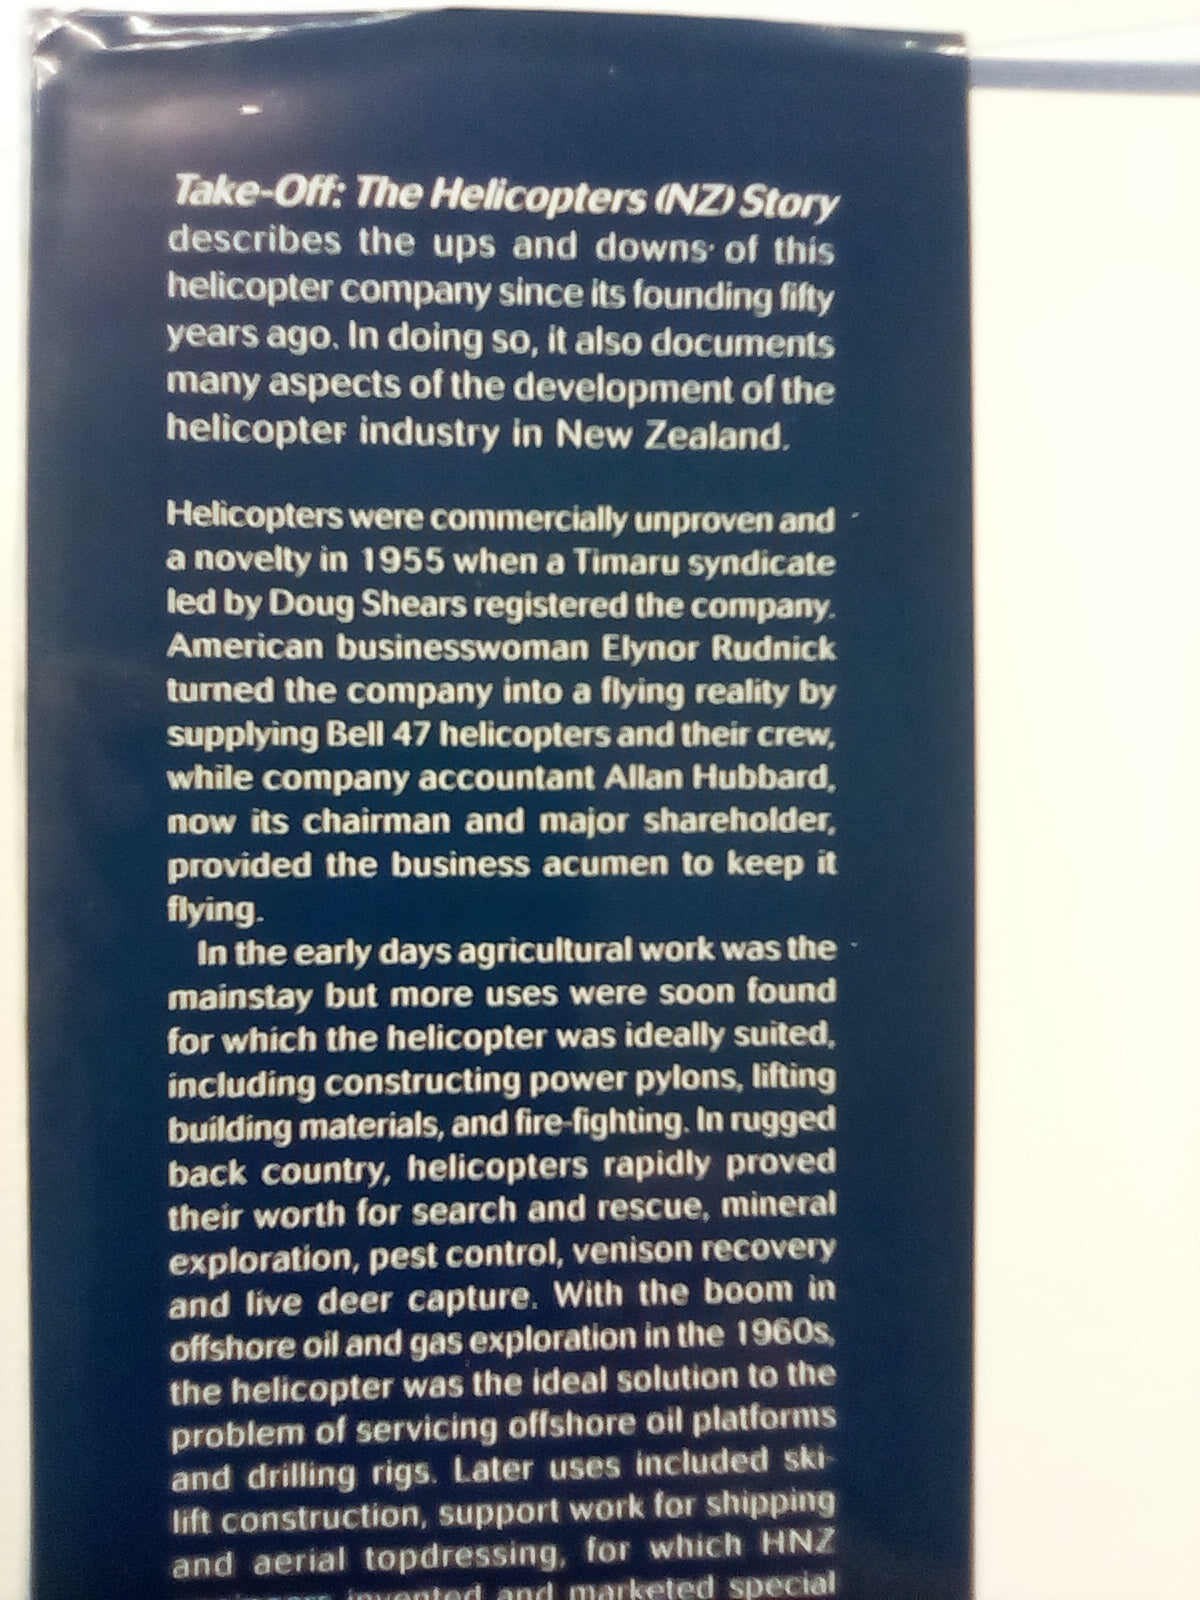 Take-Off: The Helicopters (NZ) Story
describes the ups and downs of this
helicopter company since its founding fifty
years ago. In doing so, it also documents
many aspects of the development of the
helicopter industry in New Zealand.
Helicopters were commercially unproven and
a novelty in 1955 when a Timaru syndicate
led by Doug Shears registered the company.
American businesswoman Elynor Rudnick
turned the company into a flying reality by
supplying Bell 47 helicopters and their crew,
while company accountant Allan Hubbard,
now its chairman and major shareholder,
provided the business acumen to keep it
flying.
In the early days agricultural work was the
mainstay but more uses were soon found
for which the helicopter was ideally suited,
including constructing power pylons, lifting
building materials, and fire-fighting. In rugged
back country, helicopters rapidly proved
their worth for search and rescue, mineral
exploration, pest control, venison recovery
and live deer capture. With the boom in
offshore oil and gas exploration in the 1960s,
the helicopter was the ideal solution to the
problem of servicing offshore oil platforms
and drilling rigs. Later uses included ski-
lift construction, support work for shipping
and aerial topdressing, for which HNZ
invented and marketed special